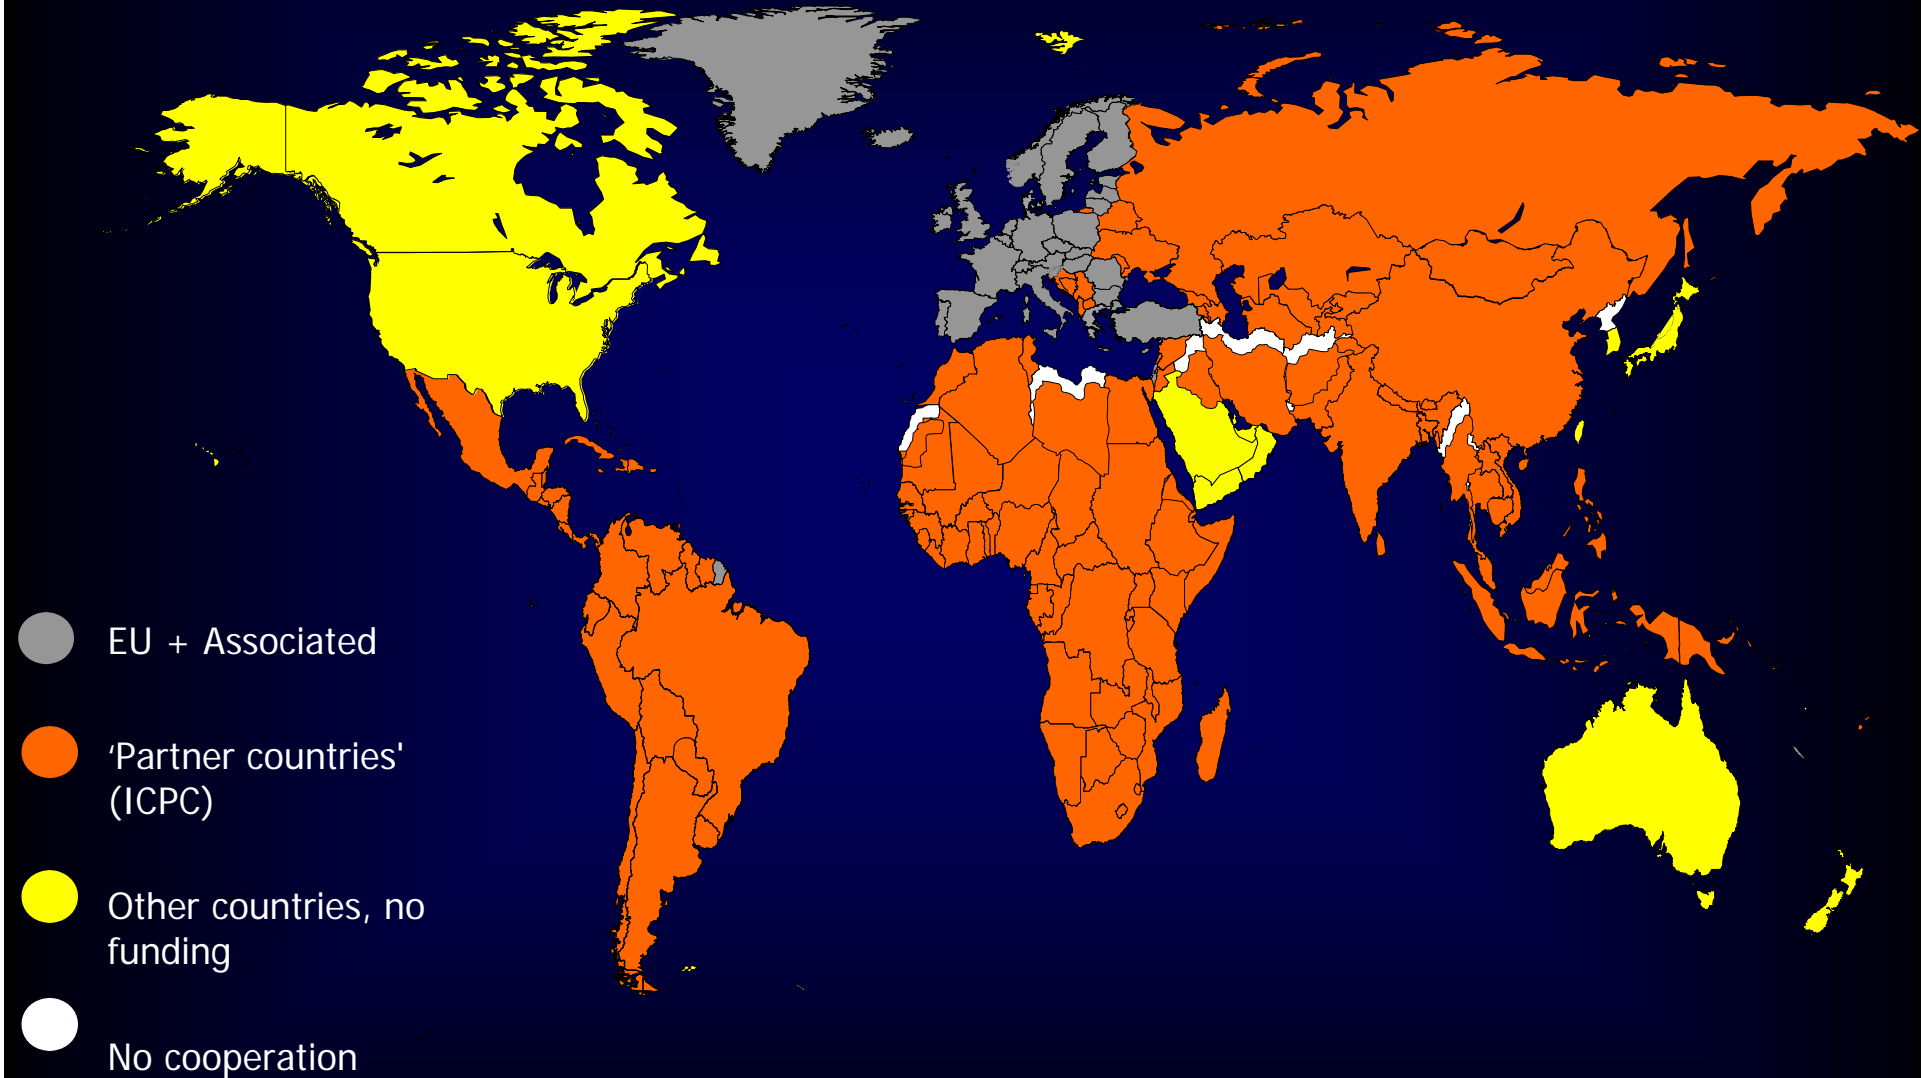 EU + Associated
‘Partner countries'
(ICPC)
Other countries, no
funding
No cooperation